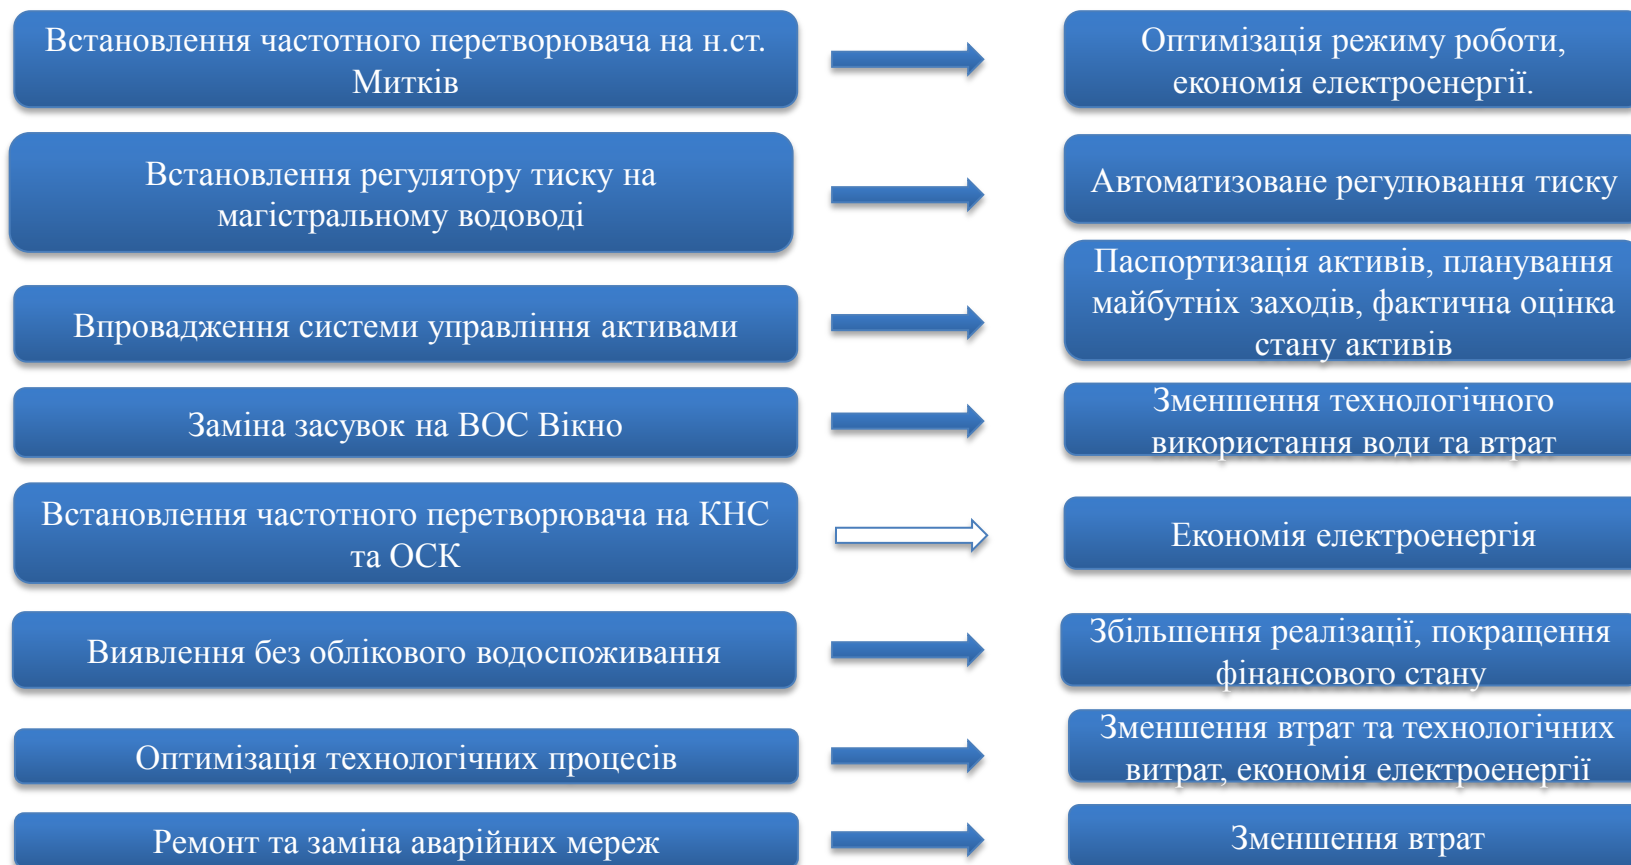 Встановлення частотного перетворювача на н.ст.
Митків
Оптимізація режиму роботи,
економія електроенергії.
Встановлення регулятору тиску на
магістральному водоводі
Автоматизоване регулювання тиску
Впровадження системи управління активами
Паспортизація активів, планування
майбутніх заходів, фактична оцінка
стану активів
Заміна засувок на ВОС Вікно
Зменшення технологічного
використання води та втрат
Встановлення частотного перетворювача на КНС
та ОСК
Економія електроенергія
Виявлення без облікового водоспоживання
Збільшення реалізації, покращення
фінансового стану
Оптимізація технологічних процесів
Зменшення втрат та технологічних
витрат, економія електроенергії
Ремонт та заміна аварійних мереж
Зменшення втрат